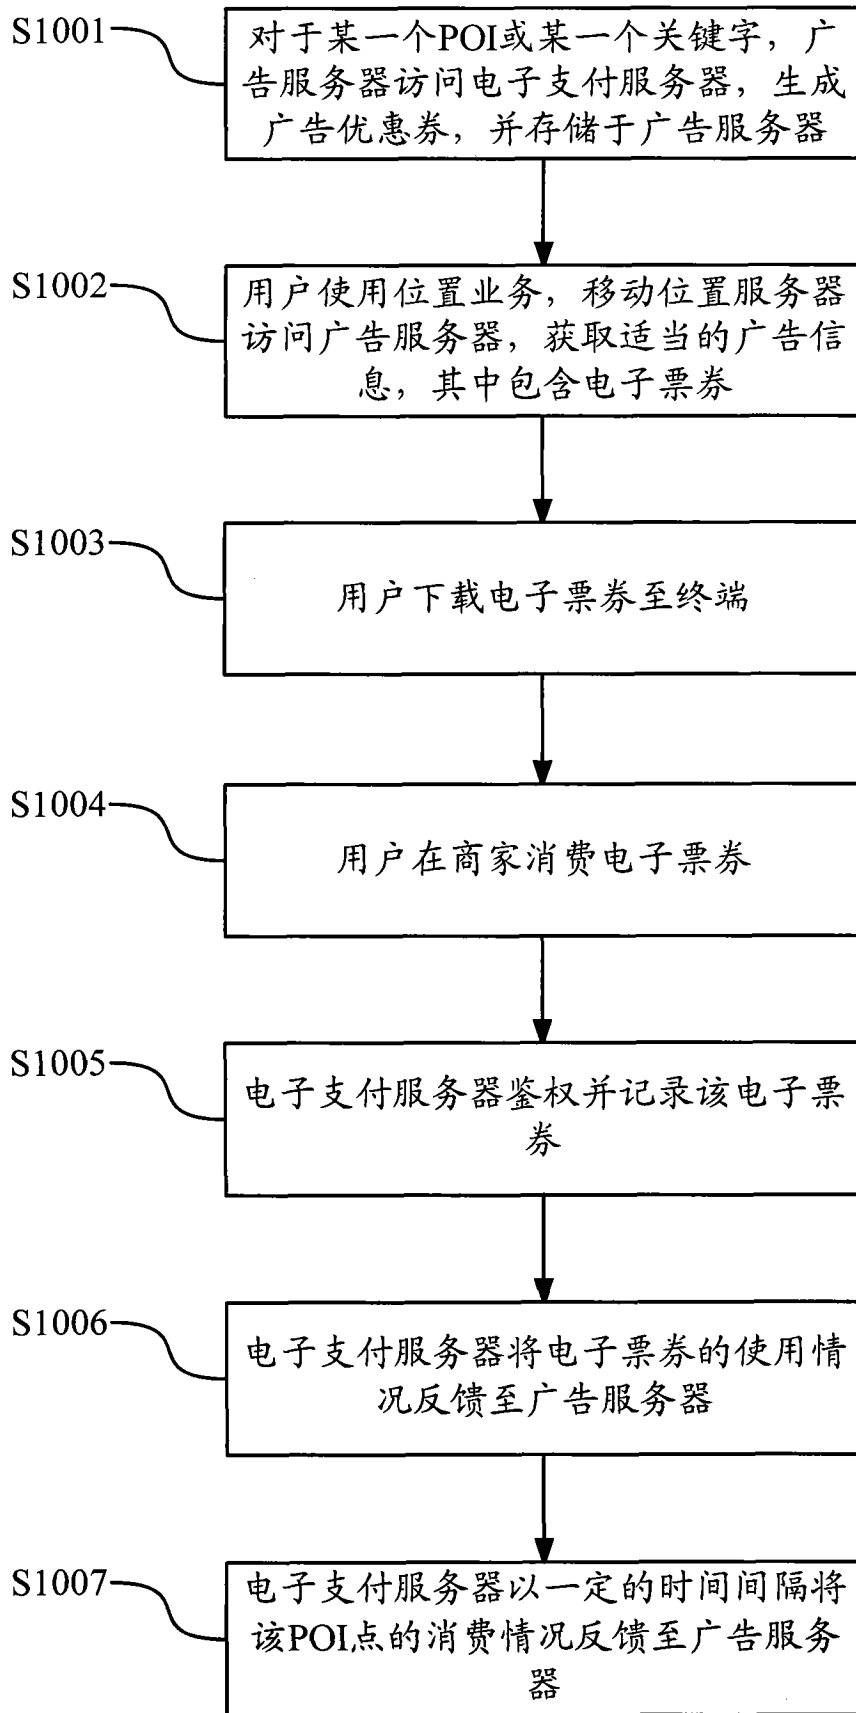 S1001
对于某一个POI或某一个关键字，广
告服务器访问电子支付服务器，生成
广告优惠券，并存储于广告服务器
S1002
用户使用位置业务，移动位置服务器
访问广告服务器，获取适当的广告信
息，其中包含电子票券
S1003
用户下载电子票券至终端
S1004
用户在商家消费电子票券
S1005
电子支付服务器鉴权并记录该电子票
券
S1006
电子支付服务器将电子票券的使用情
况反馈至广告服务器
S1007
电子支付服务器以一定的时间间隔将
该POI点的消费情况反馈至广告服务
器